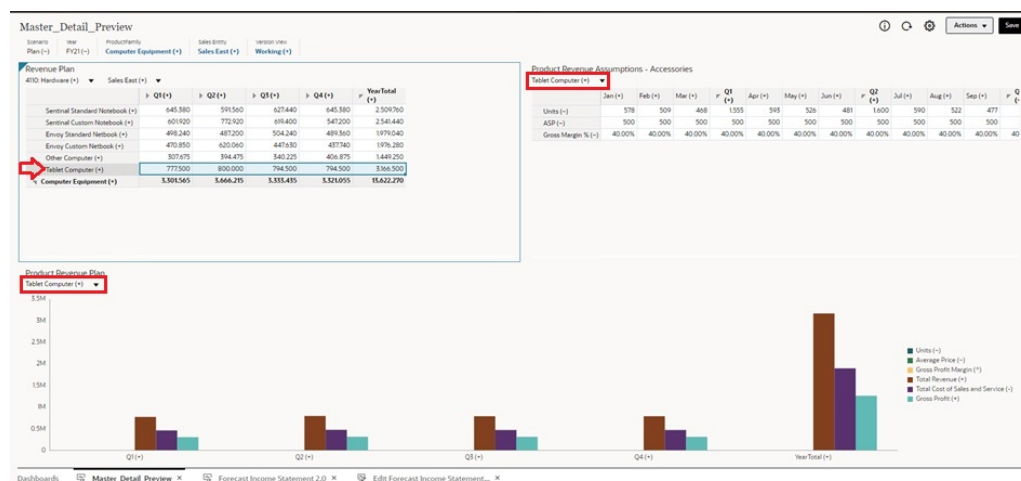 Master_Detail_Preview
Actions
Save
Scenario Year ProductFamily Sales Entity Version View
Plan (~) FY21 (~) Computer Equipment (+) Sales East (+) Working (+)
Revenue Plan
4110: Hardware (+) Sales East (+)
Q1 (+) Q2 (+) Q3 (+) Q4 (+) YearTotal (+)
Sentinal Standard Notebook (+) 645,380 591,560 627,440 645,380 2,509,760
Sentinal Custom Notebook (+) 601,920 772,920 619,400 547,200 2,541,440
Envoy Standard Netbook (+) 498,240 487,200 504,240 489,360 1,979,040
Envoy Custom Netbook (+) 470,850 620,060 447,630 437,740 1,976,280
Other Computer (+) 307,675 394,475 340,225 406,875 1,449,250
Tablet Computer (+) 777,500 800,000 794,500 794,500 3,166,500
Computer Equipment (+) 3,301,565 3,666,215 3,333,435 3,321,055 13,622,270
Product Revenue Assumptions - Accessories
Tablet Computer (+)
Jan (+) Feb (+) Mar (+) Q1 (+) Apr (+) May (+) Jun (+) Q2 (+) Jul (+) Aug (+) Sep (+) Q
Units (~) 578 509 468 1,555 593 526 481 1,600 590 522 477
ASP (~) 500 500 500 500 500 500 500 500 500 500 500
Gross Margin % (~) 40.00% 40.00% 40.00% 40.00% 40.00% 40.00% 40.00% 40.00% 40.00% 40.00% 40.00% 40
Product Revenue Plan
Tablet Computer (+)
3.5M
3M
2.5M
2M
1.5M
1M
0.5M
0
Q1 (+) Q2 (+) Q3 (+) Q4 (+) YearTotal (+)
Units (~)
Average Price (~)
Gross Profit Margin (^)
Total Revenue (+)
Total Cost of Sales and Service (-)
Gross Profit (+)
Dashboards Master_Detail_Preview × Forecast Income Statement 2.0 × Edit Forecast Income Statement... ×